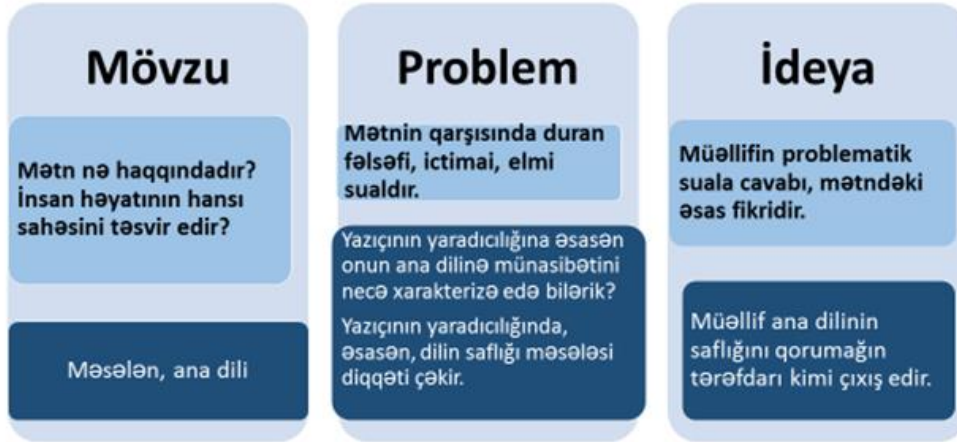 Mövzu
Mətn nə haqqındadır?
İnsan həyatının hansı
sahəsini təsvir edir?
Məsələn, ana dili
Problem
Mətnin qarşısında duran
fəlsəfi, ictimai, elmi
sualdır.
Yazıçının yaradıcılığına əsasən
onun ana dilinə münasibətini
necə xarakterizə edə bilərik?
Yazıçının yaradıcılığında,
əsasən, dilin saflığı məsələsi
diqqəti çəkir.
İdeya
Müəllifin problematik
suala cavabı, mətndəki
əsas fikridir.
Müəllif ana dilinin
saflığını qorumağın
tərəfdarı kimi çıxış edir.